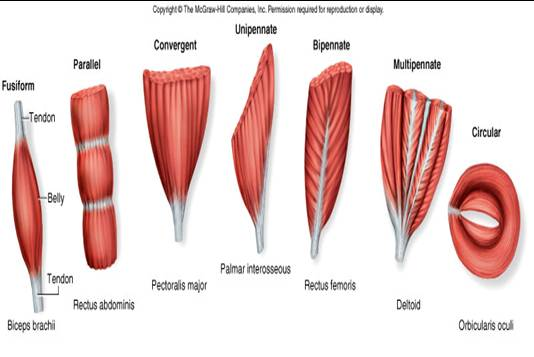 Copyright © The McGraw-Hill Companies, Inc. Permission required for reproduction or display.
Fusiform
Tendon
Belly
Tendon
Biceps brachii
Parallel
Rectus abdominis
Convergent
Pectoralis major
Unipennate
Palmar interosseous
Bipennate
Rectus femoris
Multipennate
Deltoid
Circular
Orbicularis oculi